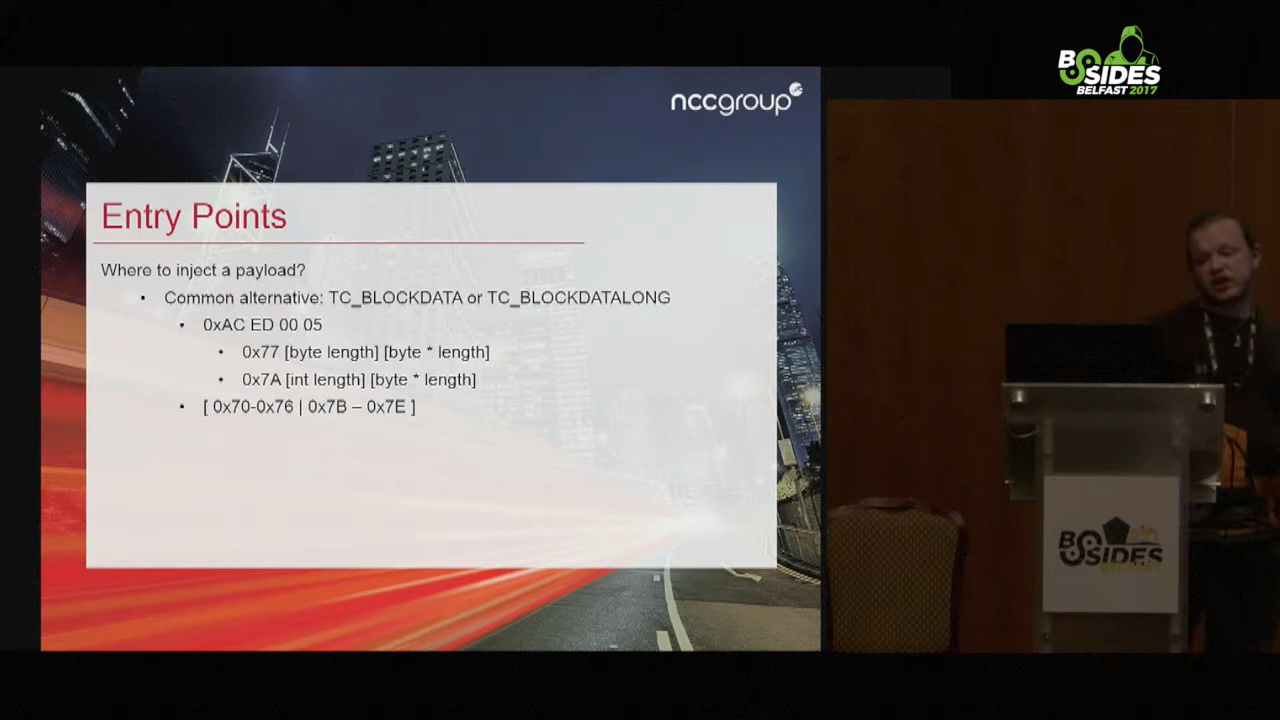 BSIDES
BELFAST 2017
nccgroup
Entry Points
Where to inject a payload?
• Common alternative: TC_BLOCKDATA or TC_BLOCKDATALONG
• 0xAC ED 00 05
• 0x77 [byte length] [byte * length]
• 0x7A [int length] [byte * length]
• [ 0x70-0x76 | 0x7B – 0x7E ]
BSIDES